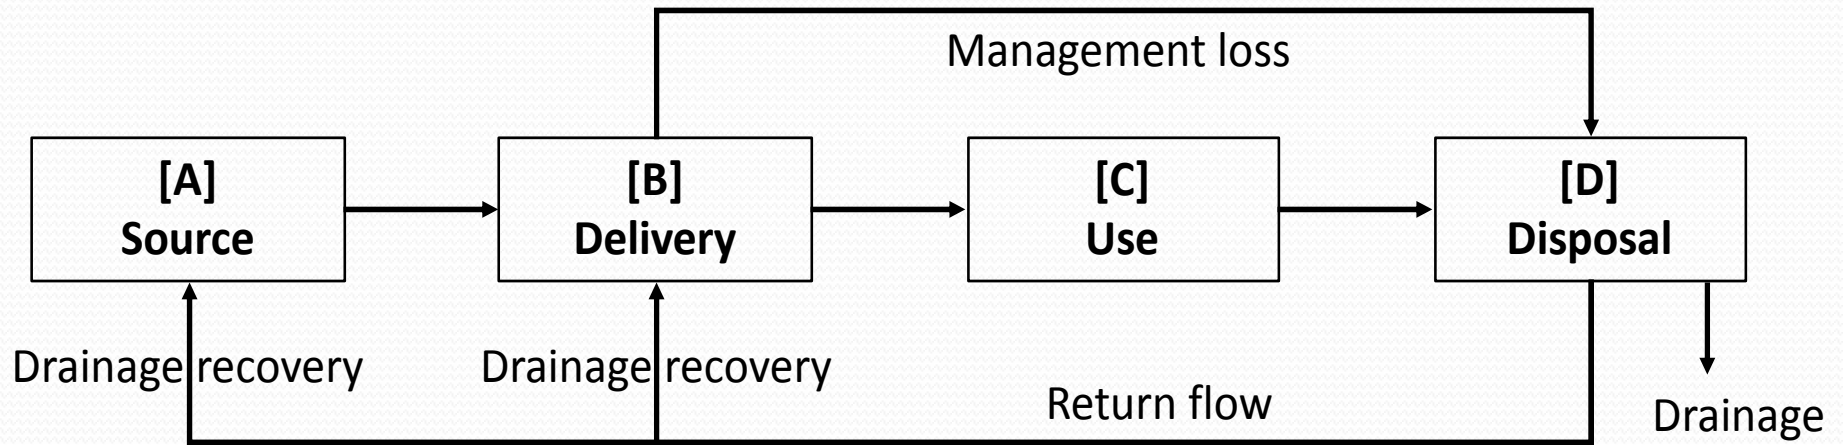 Management loss
[A]
Source
[B]
Delivery
[C]
Use
[D]
Disposal
Drainage recovery
Drainage recovery
Return flow
Drainage